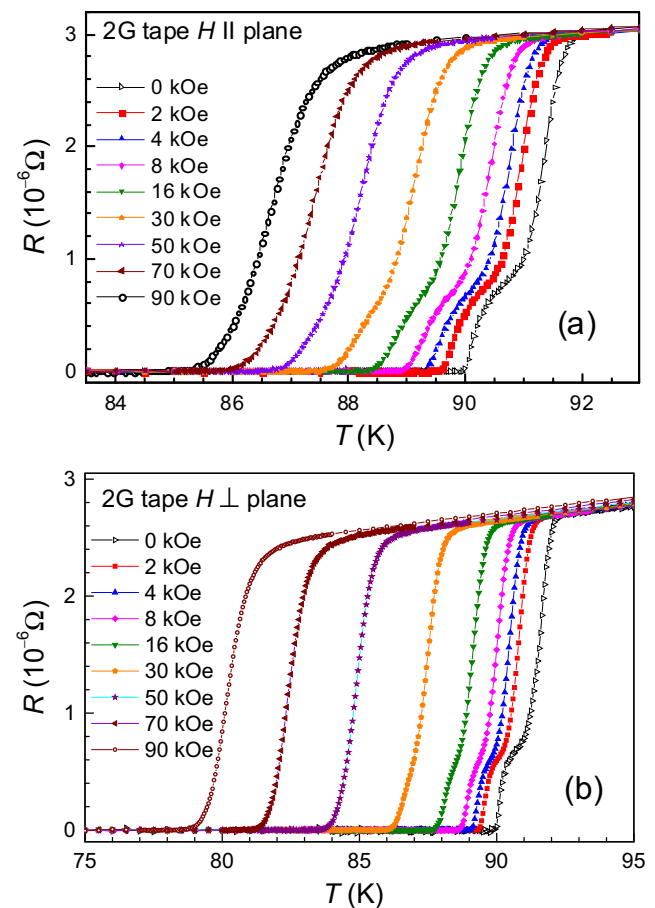 2G tape H II plane
0 kOe
2 kOe
4 kOe
8 kOe
16 kOe
30 kOe
50 kOe
70 kOe
90 kOe
(a)
3
2
1
0
R (10⁻⁶Ω)
84 86 88 90 92
T (K)
2G tape H ⊥ plane
0 kOe
2 kOe
4 kOe
8 kOe
16 kOe
30 kOe
50 kOe
70 kOe
90 kOe
(b)
3
2
1
0
R (10⁻⁶Ω)
75 80 85 90 95
T (K)